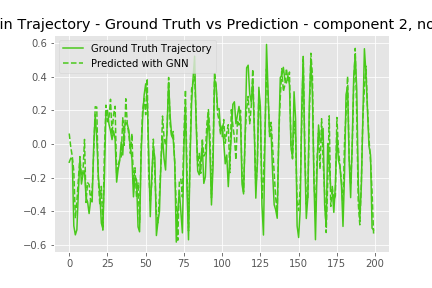 in Trajectory - Ground Truth vs Prediction - component 2, no
Ground Truth Trajectory
Predicted with GNN
0.6
0.4
0.2
0.0
−0.2
−0.4
−0.6
0 25 50 75 100 125 150 175 200